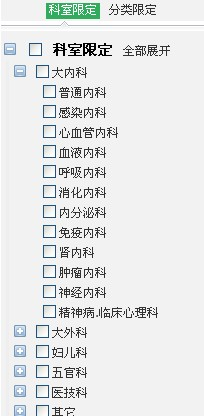 科室限定 分类限定
科室限定 全部展开
大内科
普通内科
感染内科
心血管内科
血液内科
呼吸内科
消化内科
内分泌科
免疫内科
肾内科
肿瘤内科
神经内科
精神病.临床心理科
大外科
妇儿科
五官科
医技科
其它